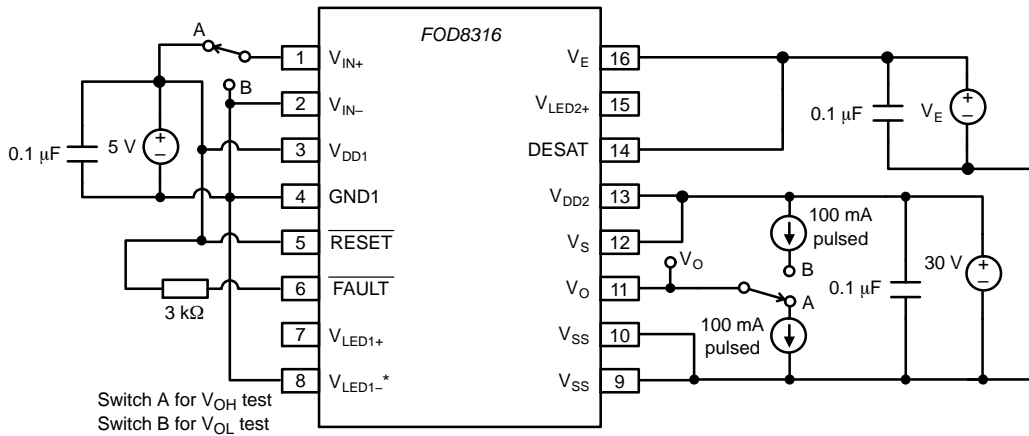 FOD8316
A
B
0.1 μF
5 V
+
–
3 kΩ
1 V_IN+
2 V_IN–
3 V_DD1
4 GND1
5 \overline{RESET}
6 \overline{FAULT}
7 V_LED1+
8 V_LED1–*
V_E 16
V_LED2+ 15
DESAT 14
V_DD2 13
V_S 12
V_O 11
V_SS 10
V_SS 9
0.1 μF
V_E
+
–
100 mA
pulsed
B
V_O
A
100 mA
pulsed
0.1 μF
30 V
+
–
Switch A for V_OH test
Switch B for V_OL test